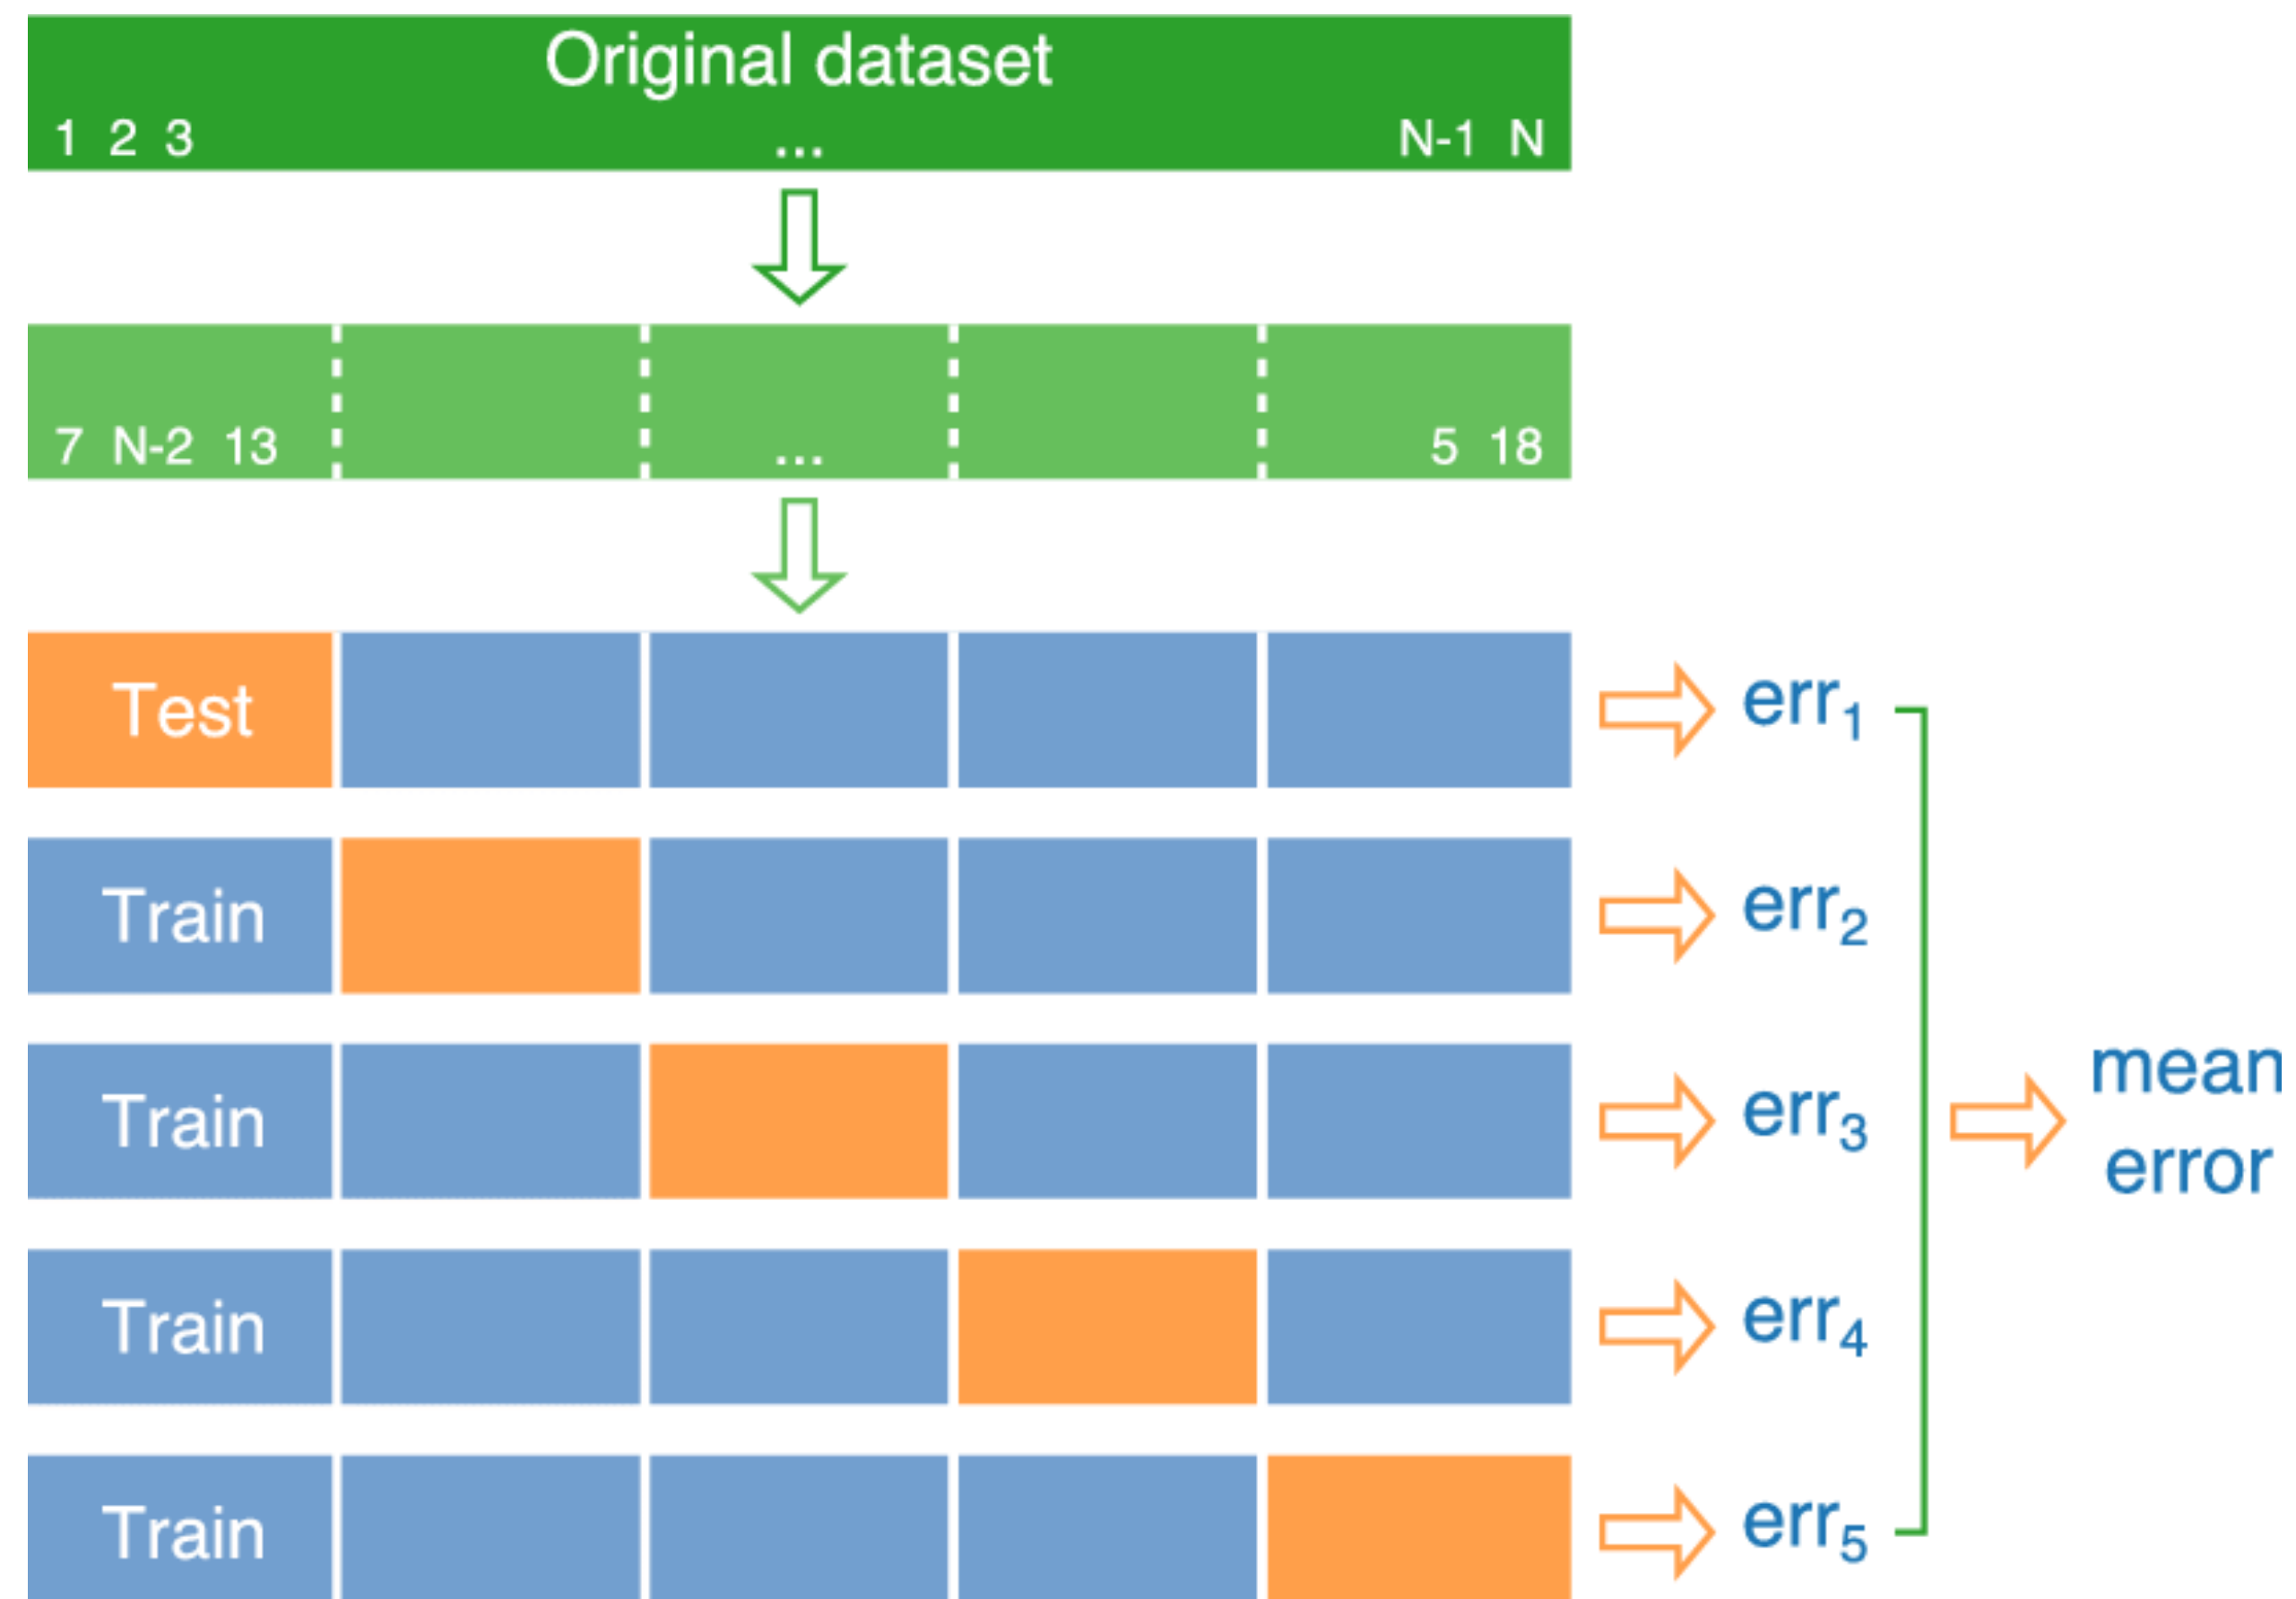 Original dataset
1 2 3 ... N-1 N
7 N-2 13 ... 5 18
Test
err1
Train
err2
Train
err3
mean
error
Train
err4
Train
err5